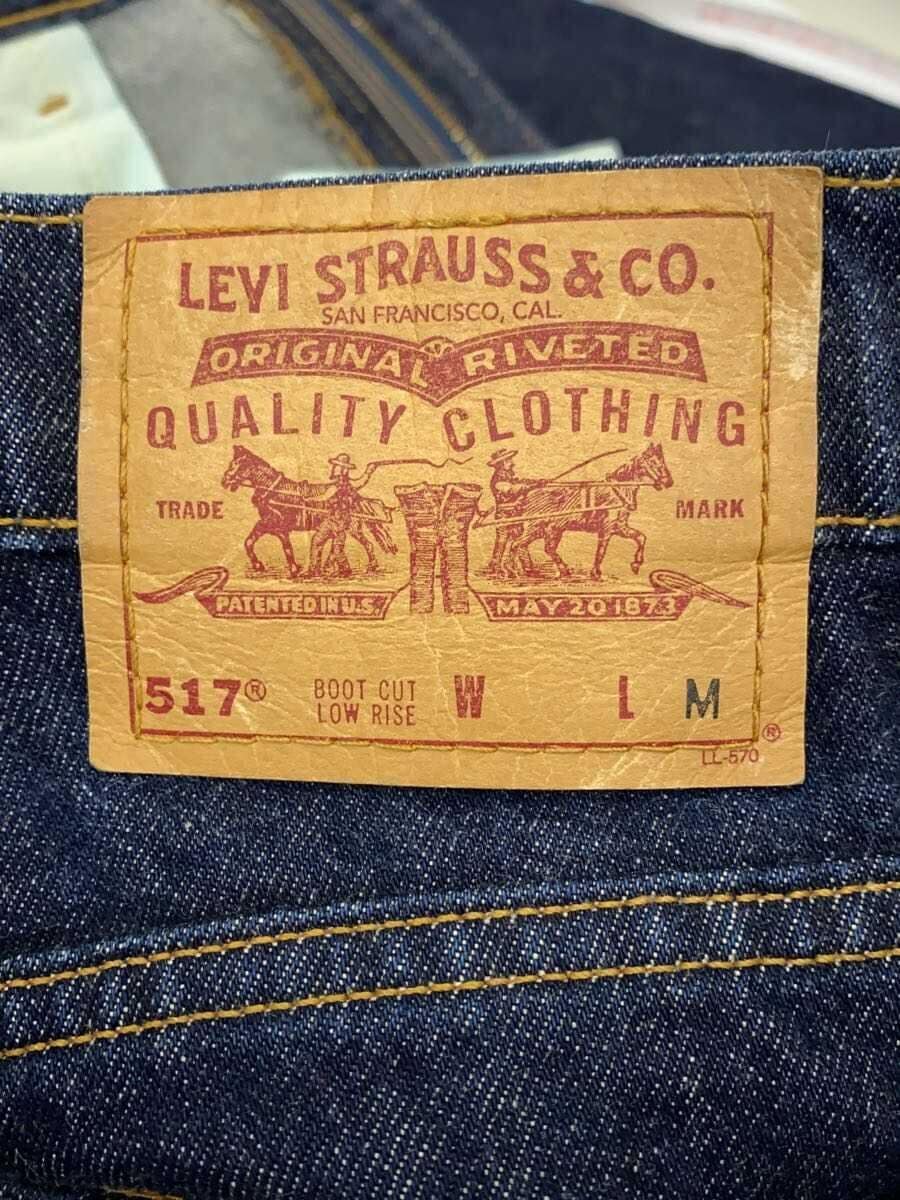 LEVI STRAUSS & CO.
SAN FRANCISCO, CAL.
ORIGINAL RIVETED
QUALITY CLOTHING
TRADE MARK
PATENTED IN U.S. MAY 20 1873
517® BOOT CUT W L M
LOW RISE
®
LL-570